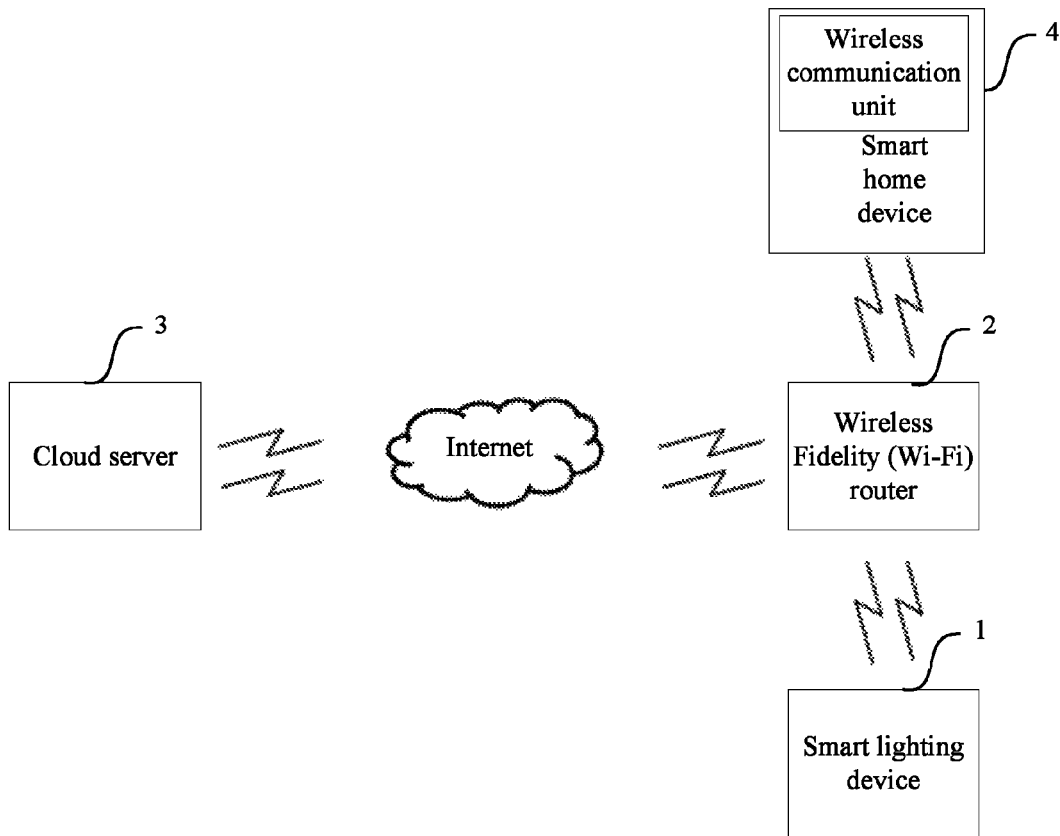 Wireless
communication
unit
4
Smart
home
device
3
2
Cloud server
Internet
Wireless
Fidelity (Wi-Fi)
router
1
Smart lighting
device